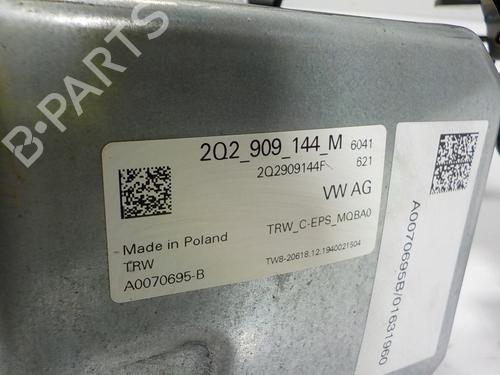 B-PARTS
2Q2_909_144_M 6041
2Q2909144F 621
VW AG
TRW_C-EPS_MQBA0
Made in Poland
TRW
TW8-20618.12.1940021504
A0070695-B
A0070695B/01631960